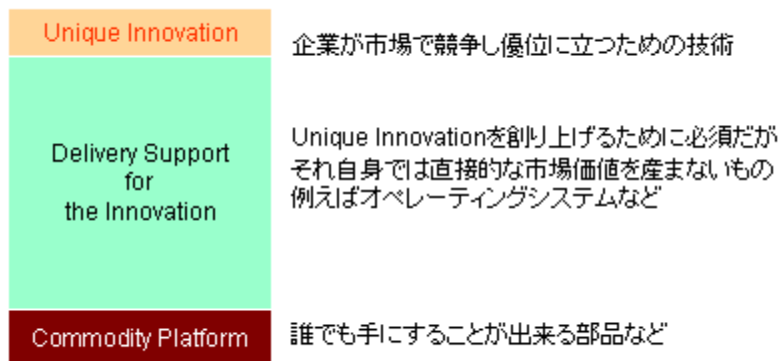 Unique Innovation
企業が市場で競争し優位に立つための技術
Delivery Support
for
the Innovation
Unique Innovationを創り上げるために必須だが
それ自身では直接的な市場価値を産まないもの
例えばオペレーティングシステムなど
Commodity Platform
誰でも手にすることが出来る部品など